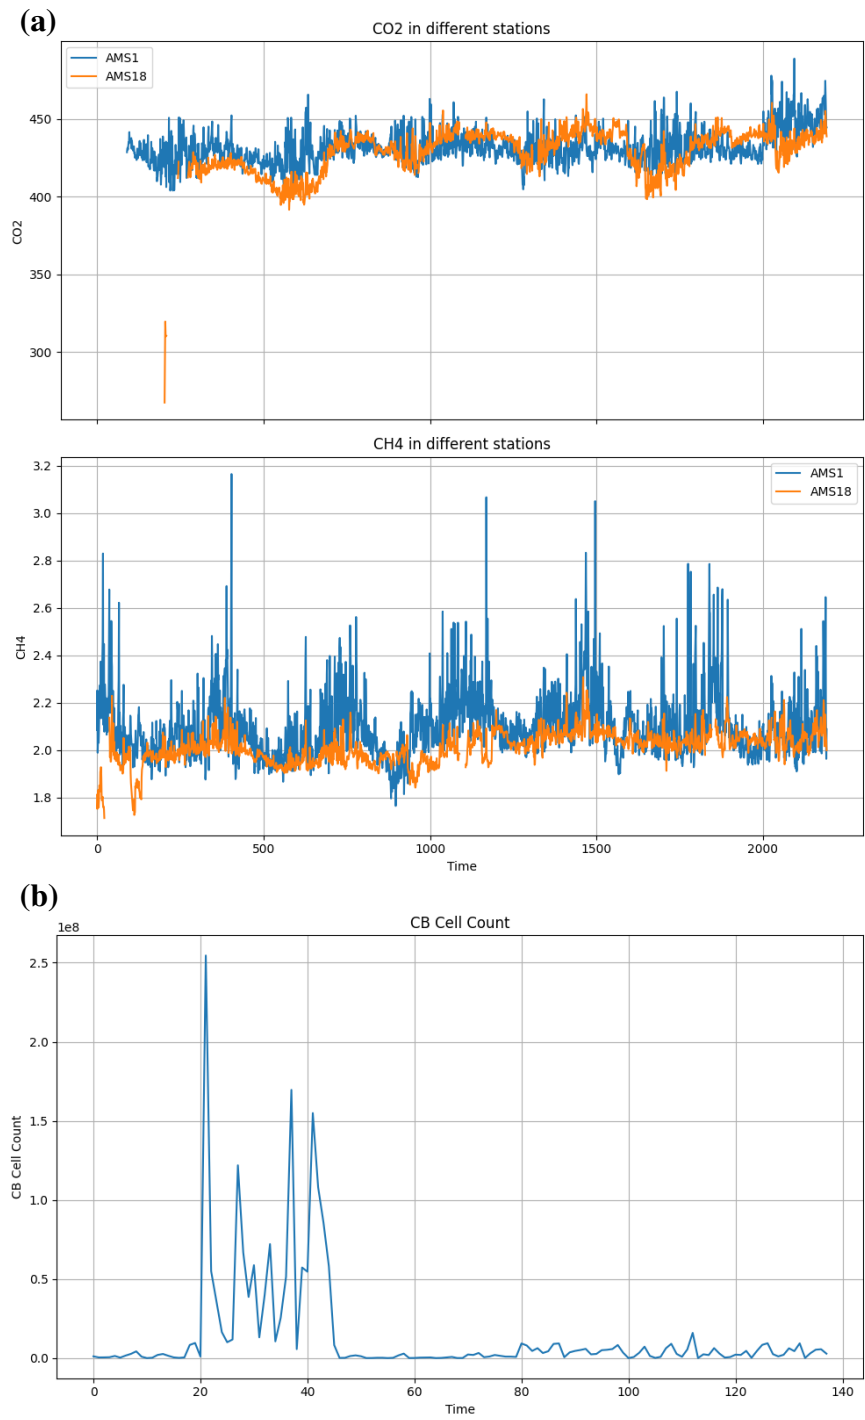 (a)
CO2 in different stations
AMS1
AMS18
450
400
350
300
CO2
CH4 in different stations
AMS1
AMS18
3.2
3.0
2.8
2.6
2.4
2.2
2.0
1.8
CH4
0 500 1000 1500 2000
Time
(b)
CB Cell Count
1e8
2.5
2.0
1.5
1.0
0.5
0.0
CB Cell Count
0 20 40 60 80 100 120 140
Time